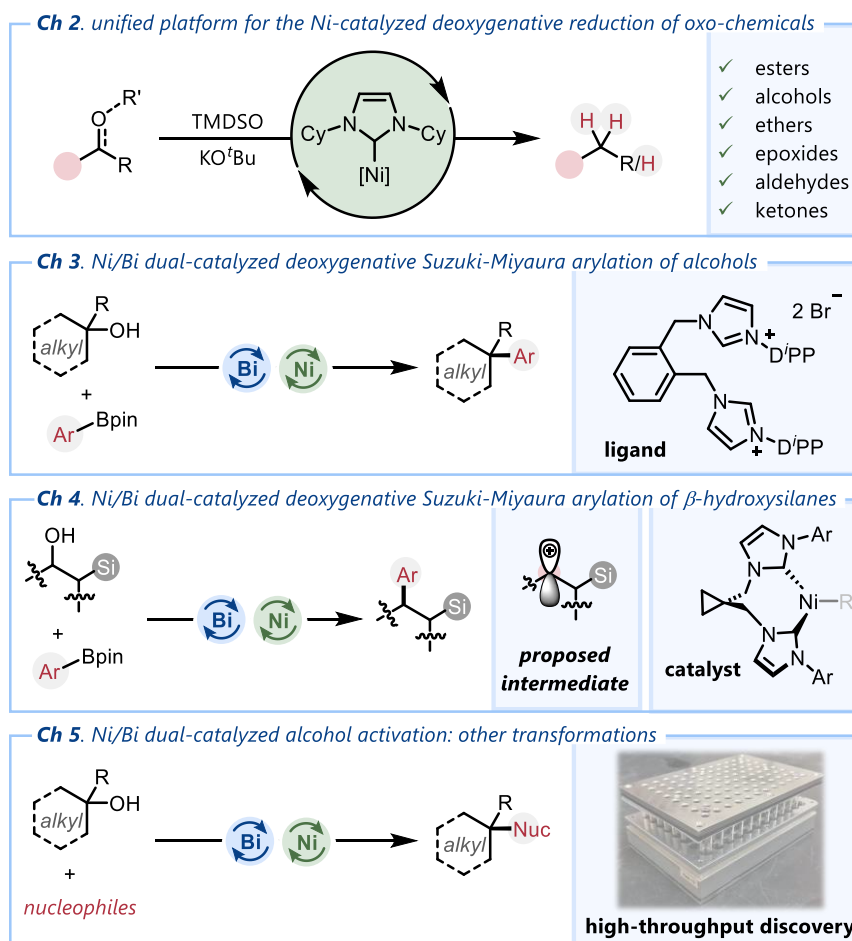 Ch 2. unified platform for the Ni-catalyzed deoxygenative reduction of oxo-chemicals
R'
O
R
TMDSO
KOᵗBu
Cy
N
N
Cy
[Ni]
H H
R/H
✓ esters
✓ alcohols
✓ ethers
✓ epoxides
✓ aldehydes
✓ ketones
Ch 3. Ni/Bi dual-catalyzed deoxygenative Suzuki-Miyaura arylation of alcohols
R
OH
alkyl
+
Ar
Bpin
Bi
Ni
R
Ar
alkyl
N
N
+
DⁱPP
2 Br⁻
N
N
+
DⁱPP
ligand
Ch 4. Ni/Bi dual-catalyzed deoxygenative Suzuki-Miyaura arylation of β-hydroxysilanes
OH
Si
+
Ar
Bpin
Bi
Ni
Ar
Si
+
Si
proposed
intermediate
N
N
Ar
Ni
R
N
N
Ar
catalyst
Ch 5. Ni/Bi dual-catalyzed alcohol activation: other transformations
R
OH
alkyl
+
nucleophiles
Bi
Ni
R
Nuc
alkyl
high-throughput discovery